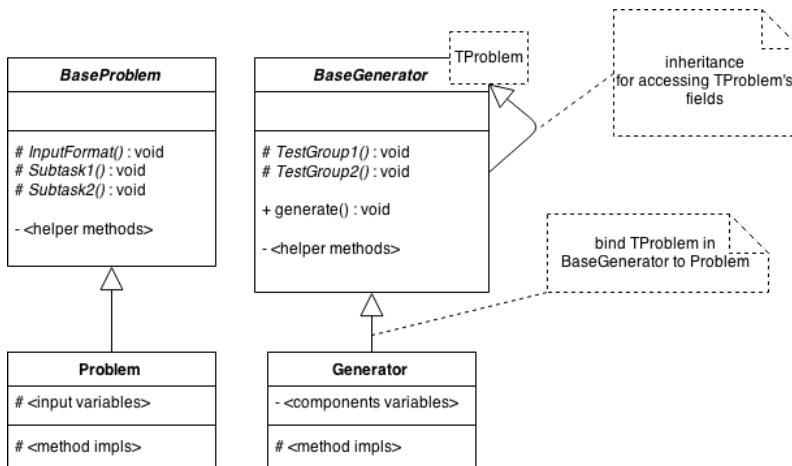 TProblem
BaseProblem
BaseGenerator
inheritance
for accessing TProblem's
fields
# InputFormat() : void
# Subtask1() : void
# Subtask2() : void
- <helper methods>
# TestGroup1() : void
# TestGroup2() : void
+ generate() : void
- <helper methods>
bind TProblem in
BaseGenerator to Problem
Problem
# <input variables>
# <method impls>
Generator
- <components variables>
# <method impls>